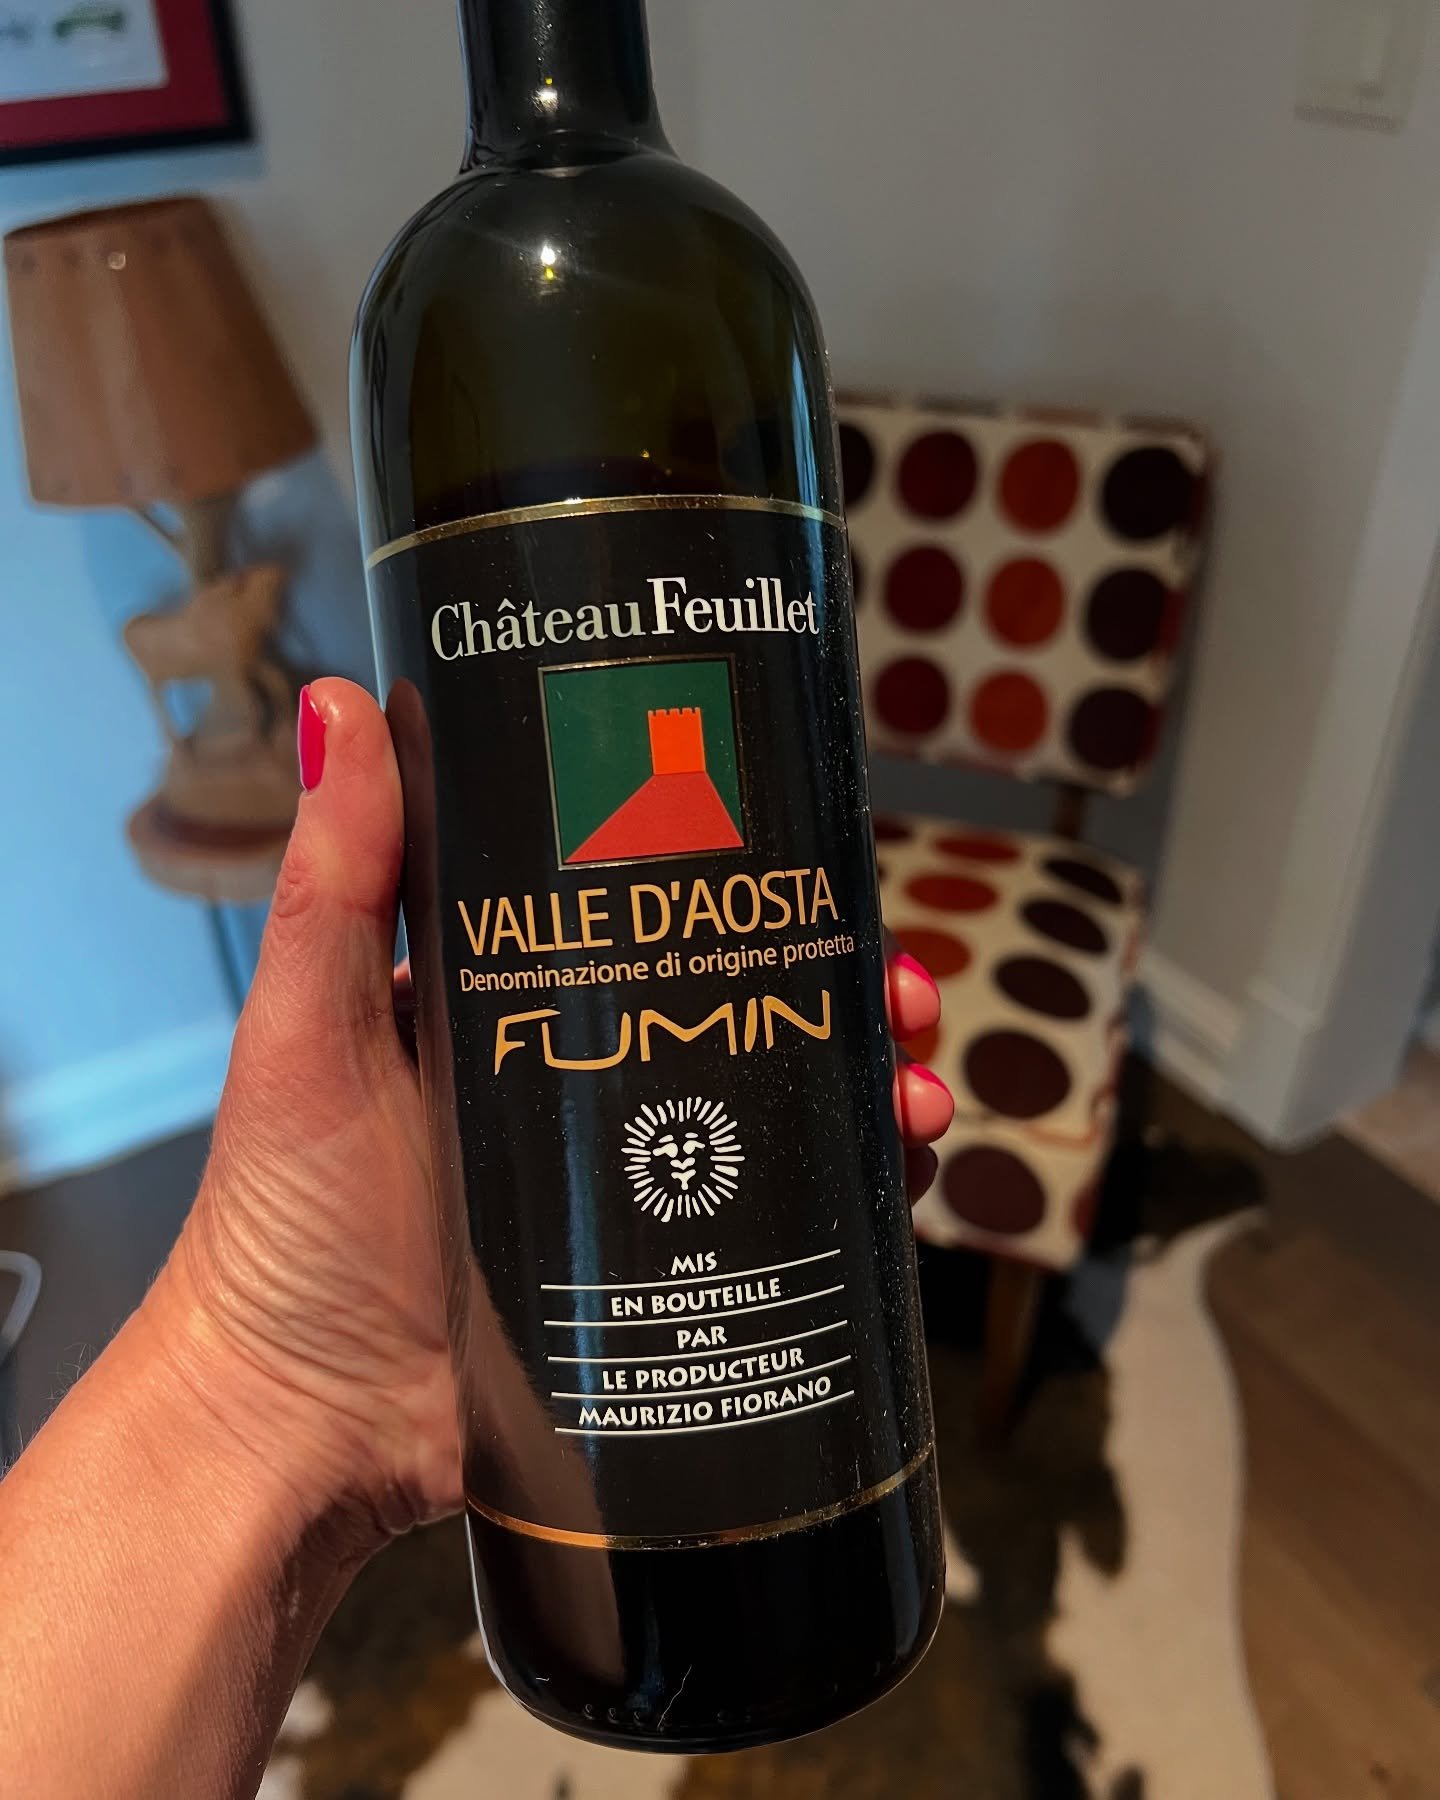 Château Feuillet
VALLE D'AOSTA
Denominazione di origine protetta
FUMIN
MIS
EN BOUTEILLE
PAR
LE PRODUCTEUR
MAURIZIO FIORANO